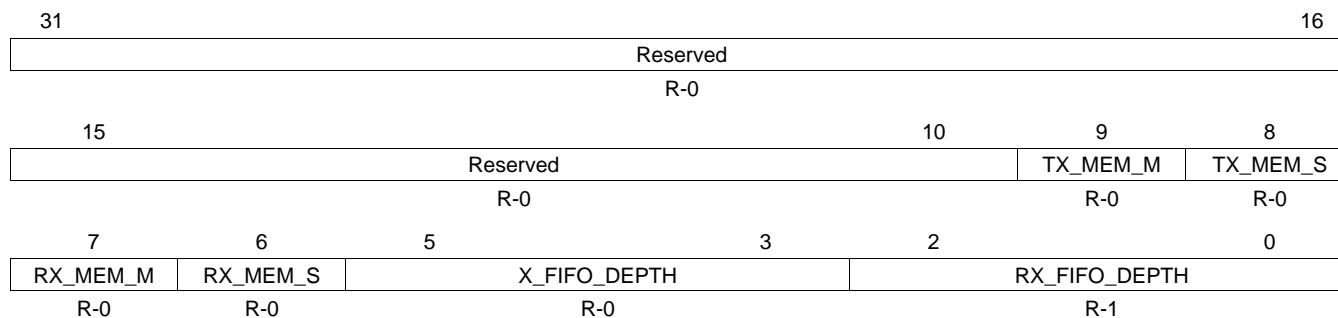 31 16
Reserved
R-0
15 10 9 8
Reserved TX_MEM_M TX_MEM_S
R-0 R-0 R-0
7 6 5 3 2 0
RX_MEM_M RX_MEM_S X_FIFO_DEPTH RX_FIFO_DEPTH
R-0 R-0 R-0 R-1